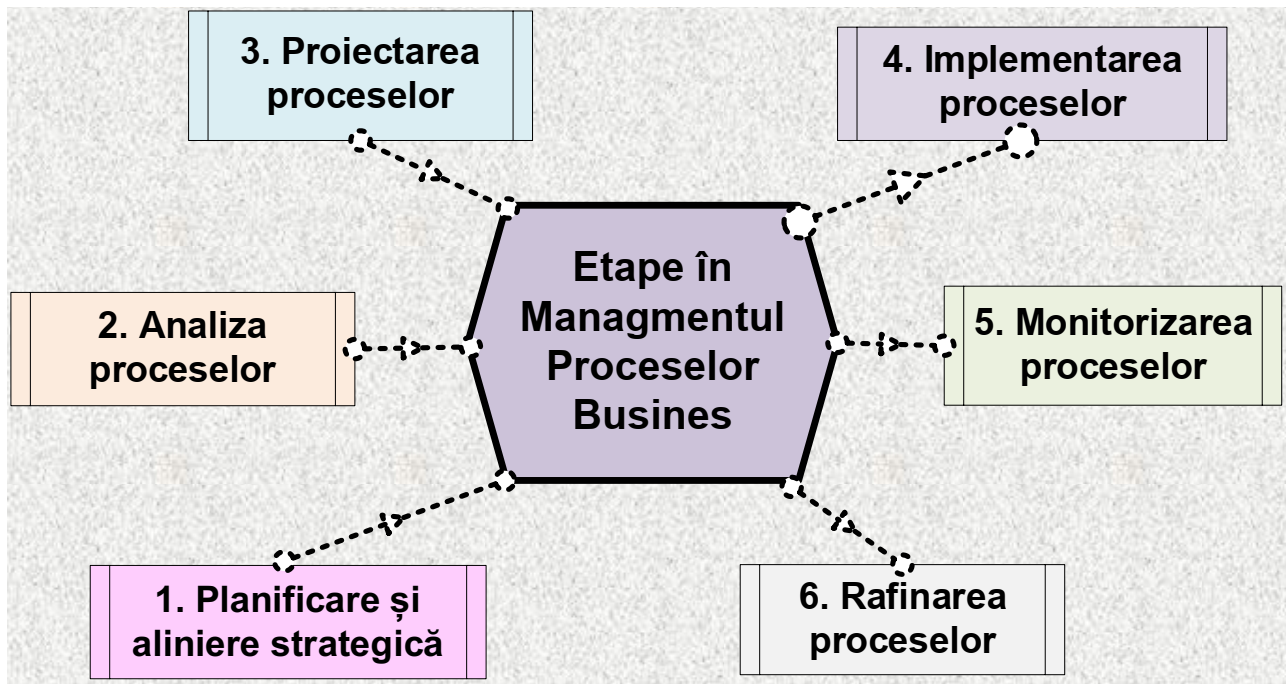 3. Proiectarea
proceselor
4. Implementarea
proceselor
Etape în
Managmentul
Proceselor
Busines
2. Analiza
proceselor
5. Monitorizarea
proceselor
1. Planificare și
aliniere strategică
6. Rafinarea
proceselor